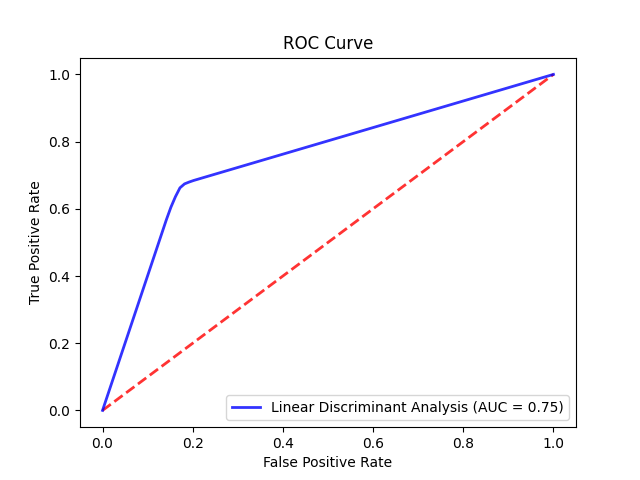 ROC Curve
1.0
0.8
0.6
0.4
0.2
0.0
True Positive Rate
Linear Discriminant Analysis (AUC = 0.75)
0.0 0.2 0.4 0.6 0.8 1.0
False Positive Rate